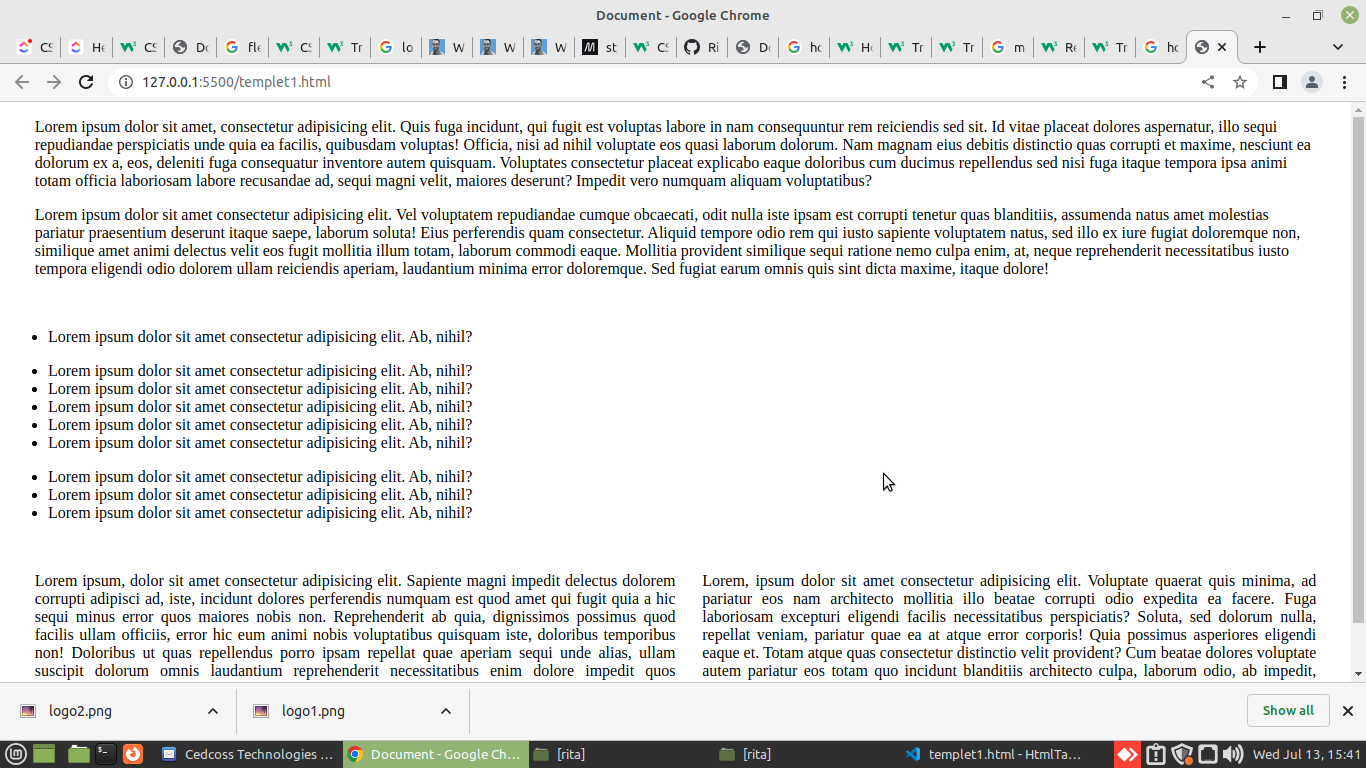 Document - Google Chrome
CS He CS Do fle CS Tr lo W W W st CS Ri Do ho Ho Tr Tr m Re Tr ho
127.0.0.1:5500/templet1.html
Lorem ipsum dolor sit amet, consectetur adipisicing elit. Quis fuga incidunt, qui fugit est voluptas labore in nam consequuntur rem reiciendis sed sit. Id vitae placeat dolores aspernatur, illo sequi
repudiandae perspiciatis unde quia ea facilis, quibusdam voluptas! Officia, nisi ad nihil voluptate eos quasi laborum dolorum. Nam magnam eius debitis distinctio quas corrupti et maxime, nesciunt ea
dolorum ex a, eos, deleniti fuga consequatur inventore autem quisquam. Voluptates consectetur placeat explicabo eaque doloribus cum ducimus repellendus sed nisi fuga itaque tempora ipsa animi
totam officia laboriosam labore recusandae ad, sequi magni velit, maiores deserunt? Impedit vero numquam aliquam voluptatibus?
Lorem ipsum dolor sit amet consectetur adipisicing elit. Vel voluptatem repudiandae cumque obcaecati, odit nulla iste ipsam est corrupti tenetur quas blanditiis, assumenda natus amet molestias
pariatur praesentium deserunt itaque saepe, laborum soluta! Eius perferendis quam consectetur. Aliquid tempore odio rem qui iusto sapiente voluptatem natus, sed illo ex iure fugiat doloremque non,
similique amet animi delectus velit eos fugit mollitia illum totam, laborum commodi eaque. Mollitia provident similique sequi ratione nemo culpa enim, at, neque reprehenderit necessitatibus iusto
tempora eligendi odio dolorem ullam reiciendis aperiam, laudantium minima error doloremque. Sed fugiat earum omnis quis sint dicta maxime, itaque dolore!
• Lorem ipsum dolor sit amet consectetur adipisicing elit. Ab, nihil?
• Lorem ipsum dolor sit amet consectetur adipisicing elit. Ab, nihil?
• Lorem ipsum dolor sit amet consectetur adipisicing elit. Ab, nihil?
• Lorem ipsum dolor sit amet consectetur adipisicing elit. Ab, nihil?
• Lorem ipsum dolor sit amet consectetur adipisicing elit. Ab, nihil?
• Lorem ipsum dolor sit amet consectetur adipisicing elit. Ab, nihil?
• Lorem ipsum dolor sit amet consectetur adipisicing elit. Ab, nihil?
• Lorem ipsum dolor sit amet consectetur adipisicing elit. Ab, nihil?
• Lorem ipsum dolor sit amet consectetur adipisicing elit. Ab, nihil?
Lorem ipsum, dolor sit amet consectetur adipisicing elit. Sapiente magni impedit delectus dolorem
corrupti adipisci ad, iste, incidunt dolores perferendis numquam est quod amet qui fugit quia a hic
sequi minus error quos maiores nobis non. Reprehenderit ab quia, dignissimos possimus quod
facilis ullam officiis, error hic eum animi nobis voluptatibus quisquam iste, doloribus temporibus
non! Doloribus ut quas repellendus porro ipsam repellat quae aperiam sequi unde alias, ullam
suscipit dolorum omnis laudantium reprehenderit necessitatibus enim dolore impedit quos
Lorem, ipsum dolor sit amet consectetur adipisicing elit. Voluptate quaerat quis minima, ad
pariatur eos nam architecto mollitia illo beatae corrupti odio expedita ea facere. Fuga
laboriosam excepturi eligendi facilis necessitatibus perspiciatis? Soluta, sed dolorum nulla,
repellat veniam, pariatur quae ea at atque error corporis! Quia possimus asperiores eligendi
eaque et. Totam atque quas consectetur distinctio velit provident? Cum beatae dolores voluptate
autem pariatur eos totam quo incidunt blanditiis architecto culpa, laborum odio, ab impedit,
logo2.png
logo1.png
Show all
Cedcoss Technologies ...
Document - Google Ch...
[rita]
[rita]
templet1.html - HtmlTa...
Wed Jul 13, 15:41